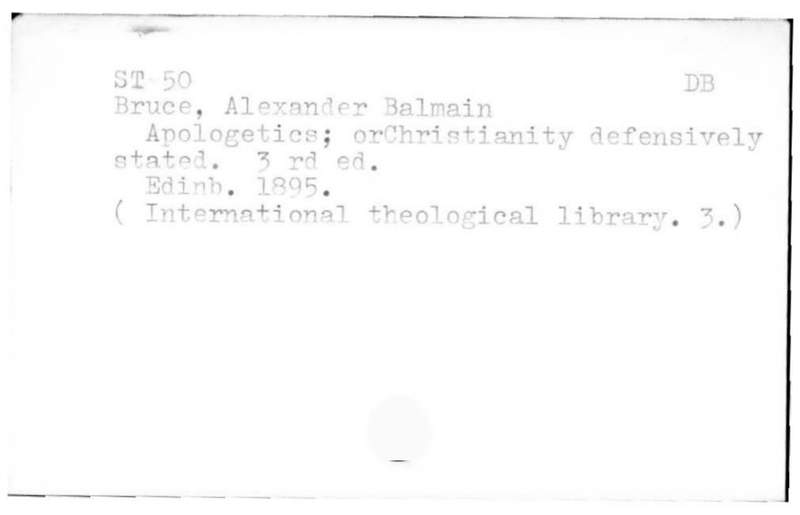 ST 50 DB
Bruce, Alexander Balmain
Apologetics; orChristianity defensively
stated. 3 rd ed.
Edinb. 1895.
( International theological library. 3.)